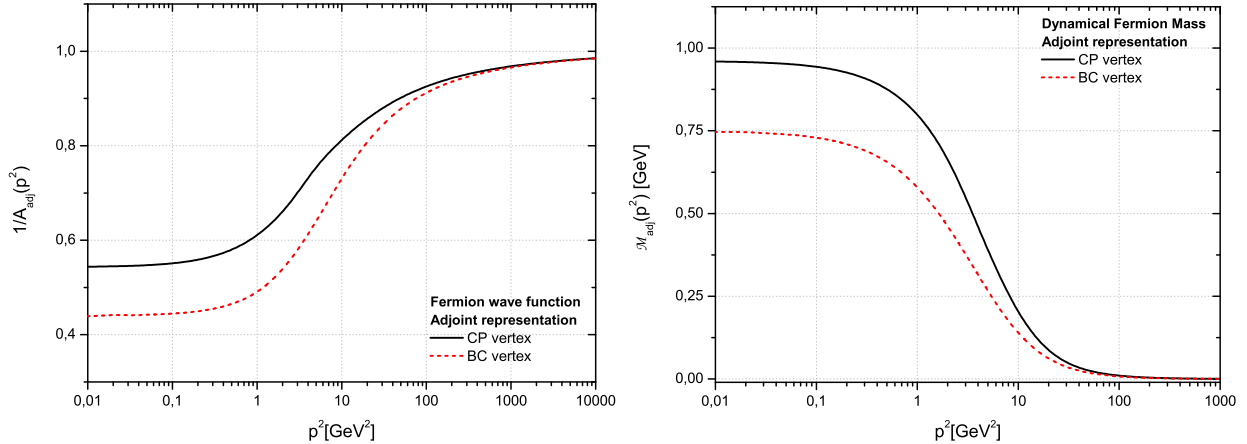 1,0
0,8
0,6
0,4
1/A_adj(p²)
Fermion wave function
Adjoint representation
CP vertex
BC vertex
0,01 0,1 1 10 100 1000 10000
p²[GeV²]
Dynamical Fermion Mass
Adjoint representation
CP vertex
BC vertex
1,00
0,75
0,50
0,25
0,00
ℳ_adj(p²) [GeV]
0,01 0,1 1 10 100 1000
p²[GeV²]